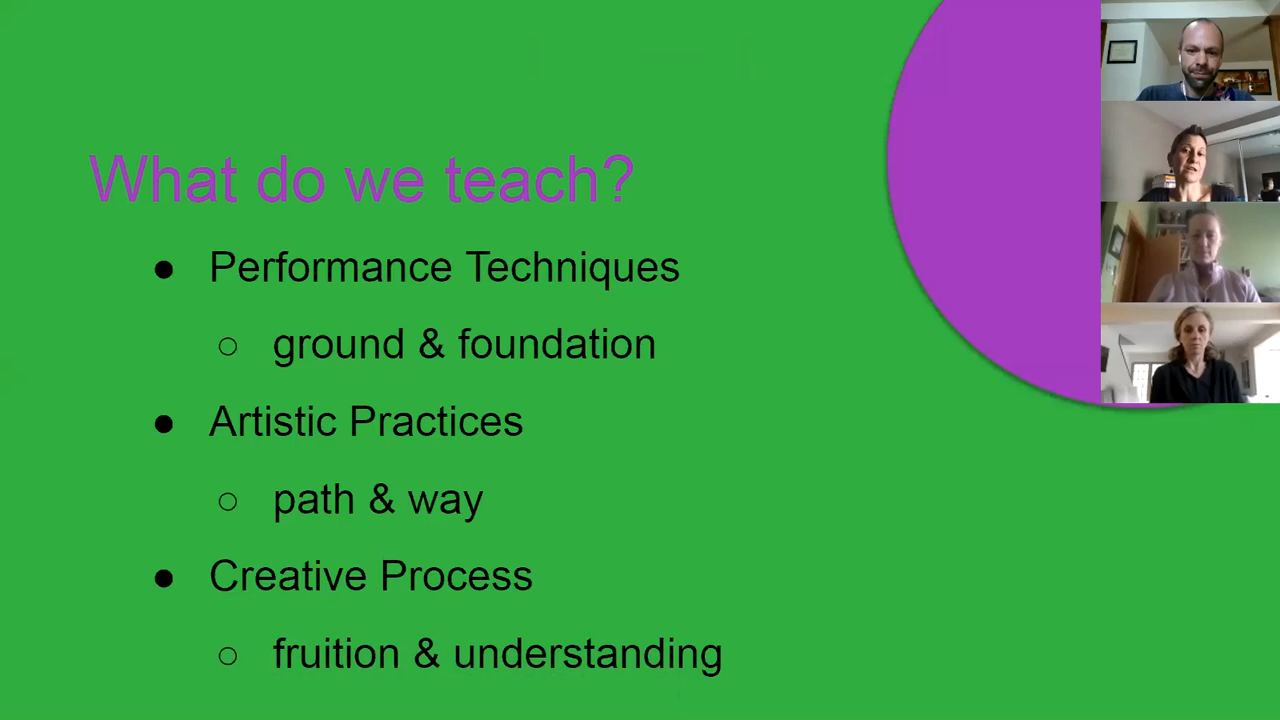 What do we teach?
● Performance Techniques
○ ground & foundation
● Artistic Practices
○ path & way
● Creative Process
○ fruition & understanding